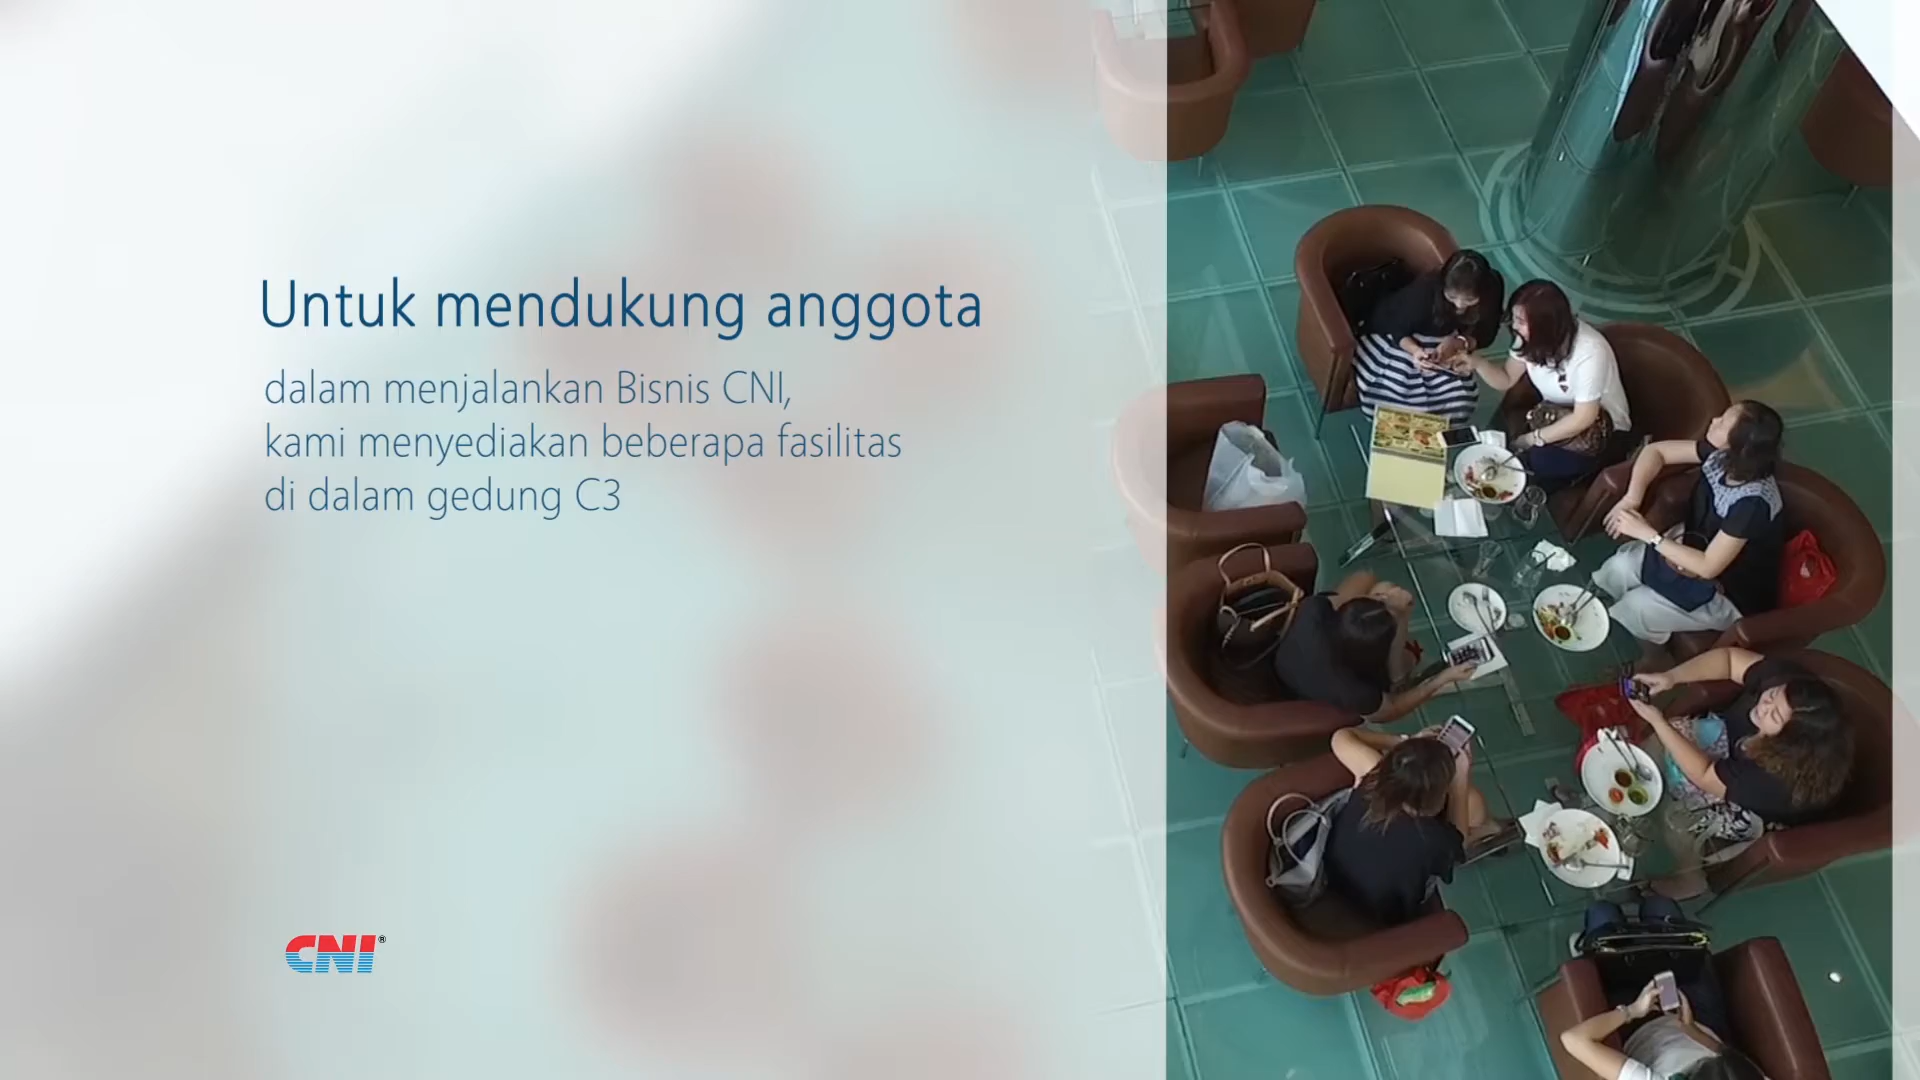 Untuk mendukung anggota
dalam menjalankan Bisnis CNI,
kami menyediakan beberapa fasilitas
di dalam gedung C3
CNI®